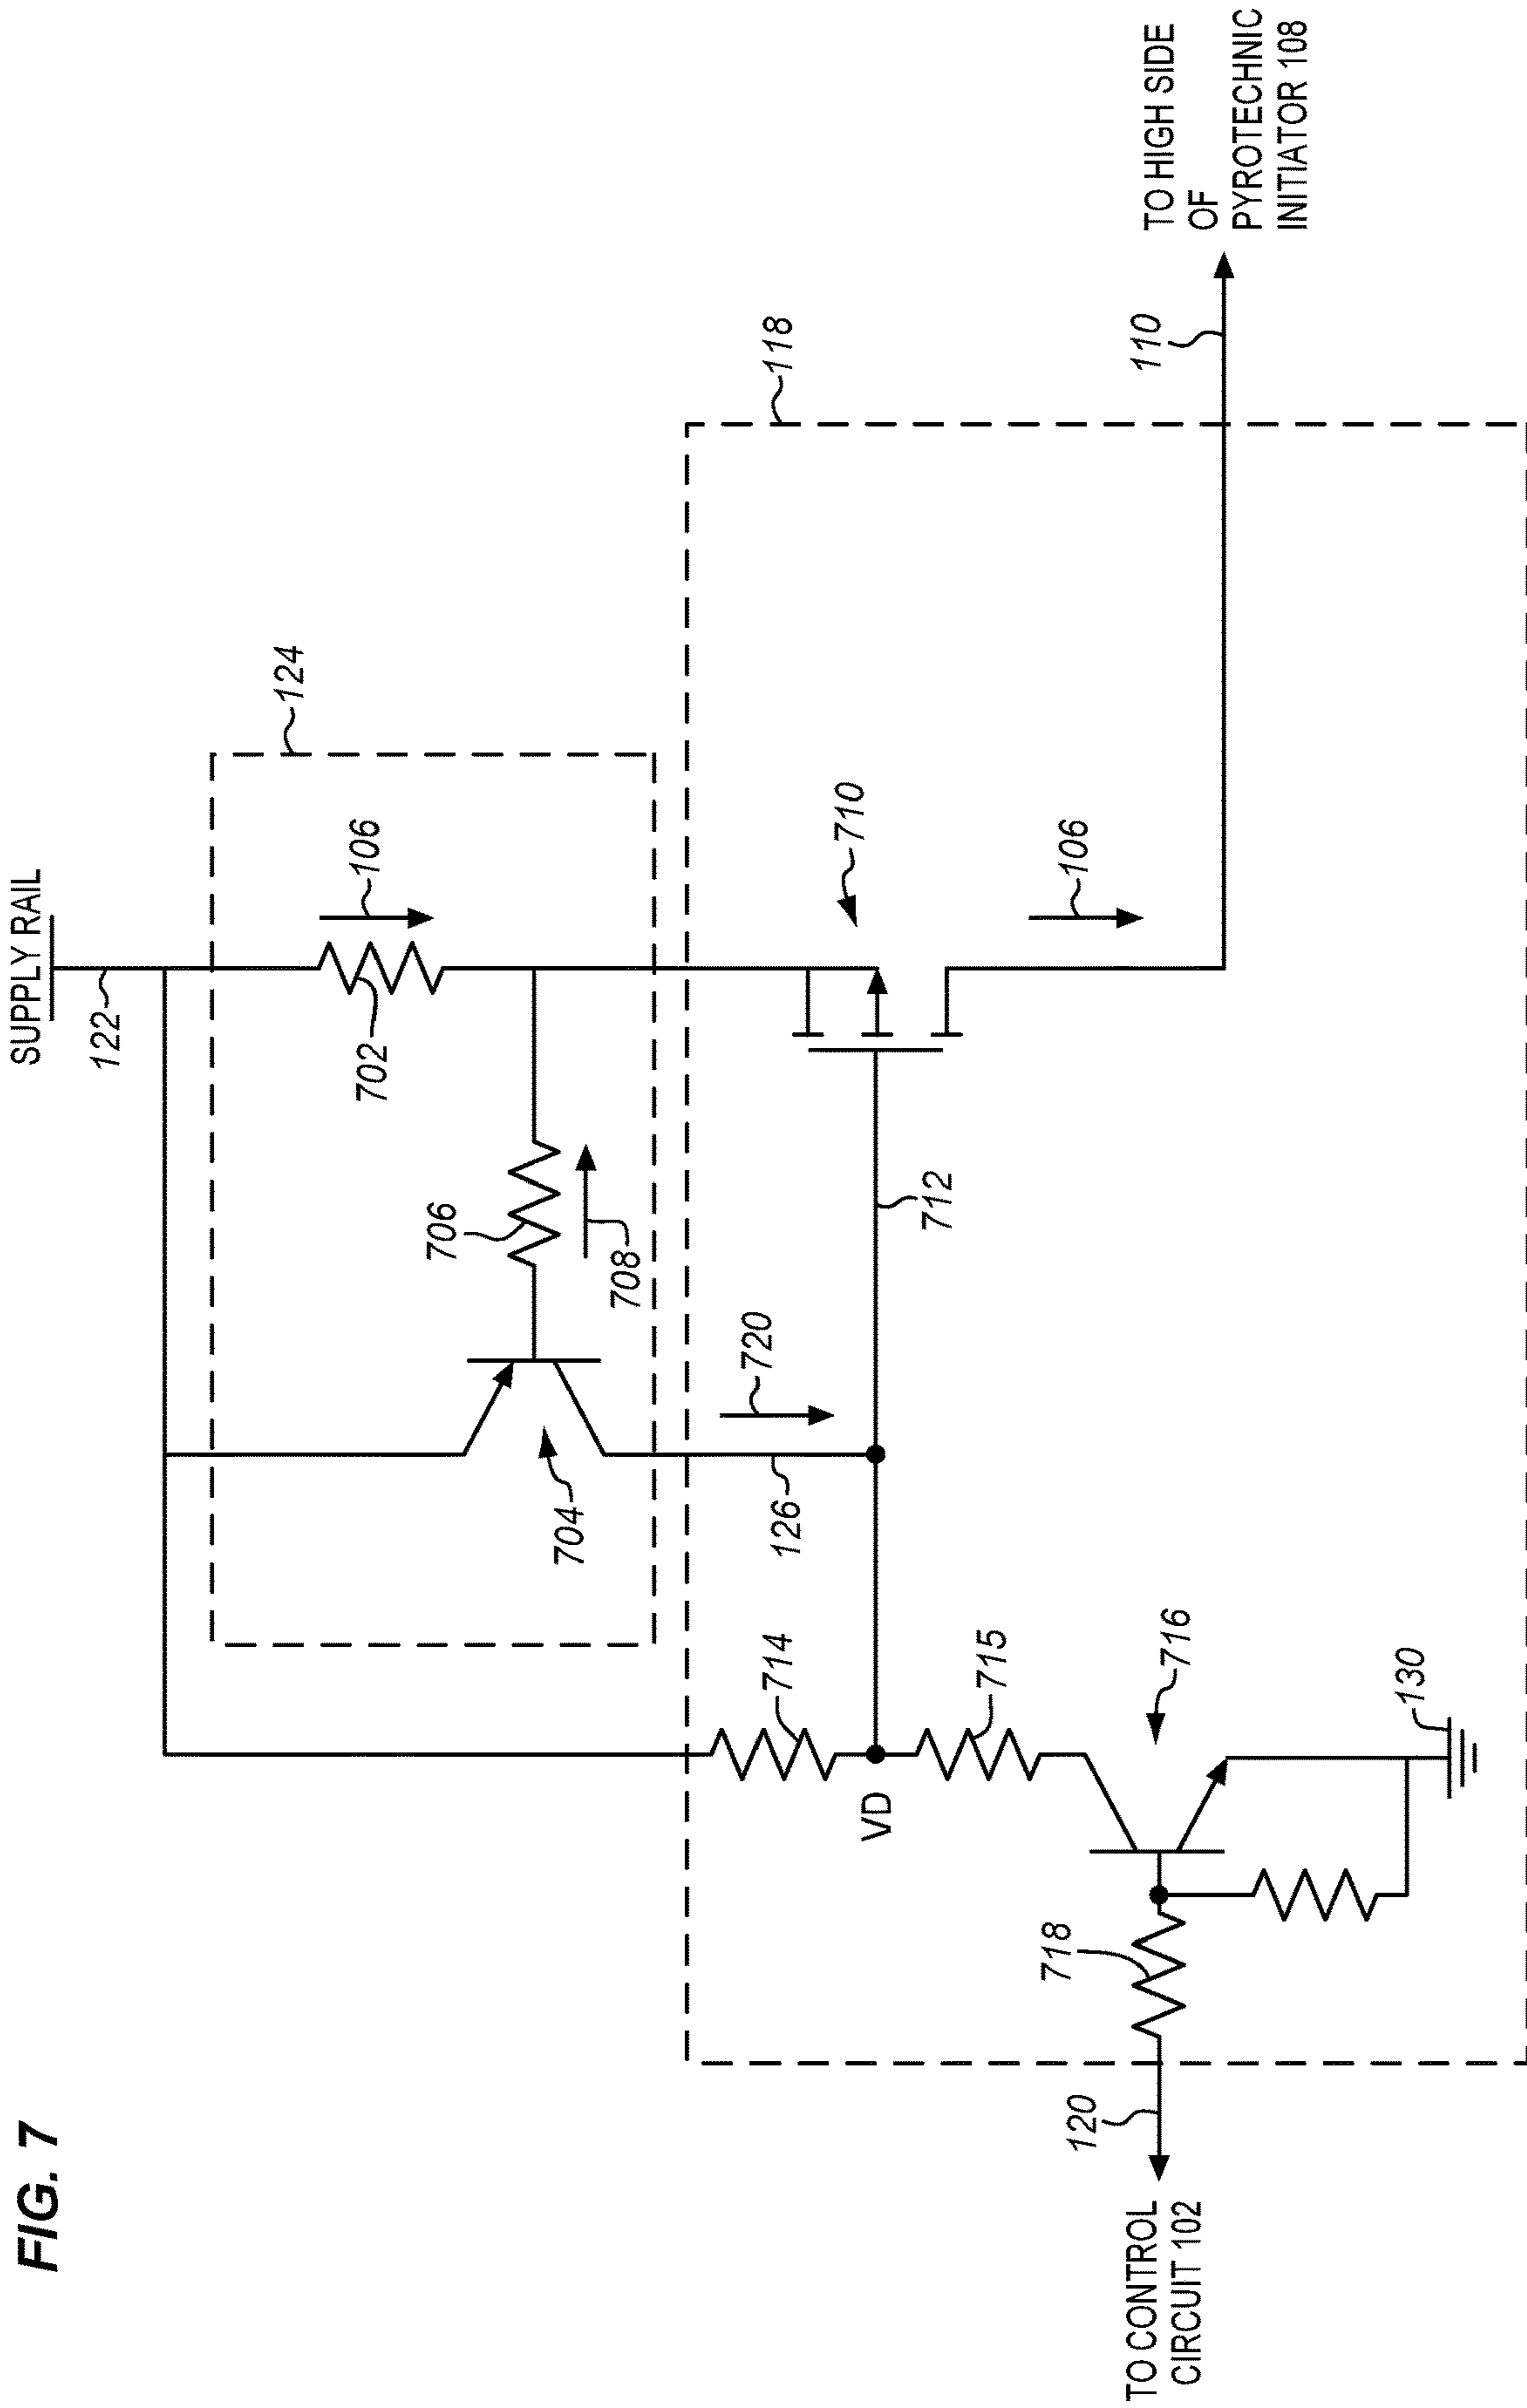 FIG. 7
SUPPLY RAIL
122
124
106
702
706
708
704
118
720
126
710
712
106
714
VD
715
716
718
130
120
TO CONTROL
CIRCUIT 102
110
TO HIGH SIDE
OF
PYROTECHNIC
INITIATOR 108